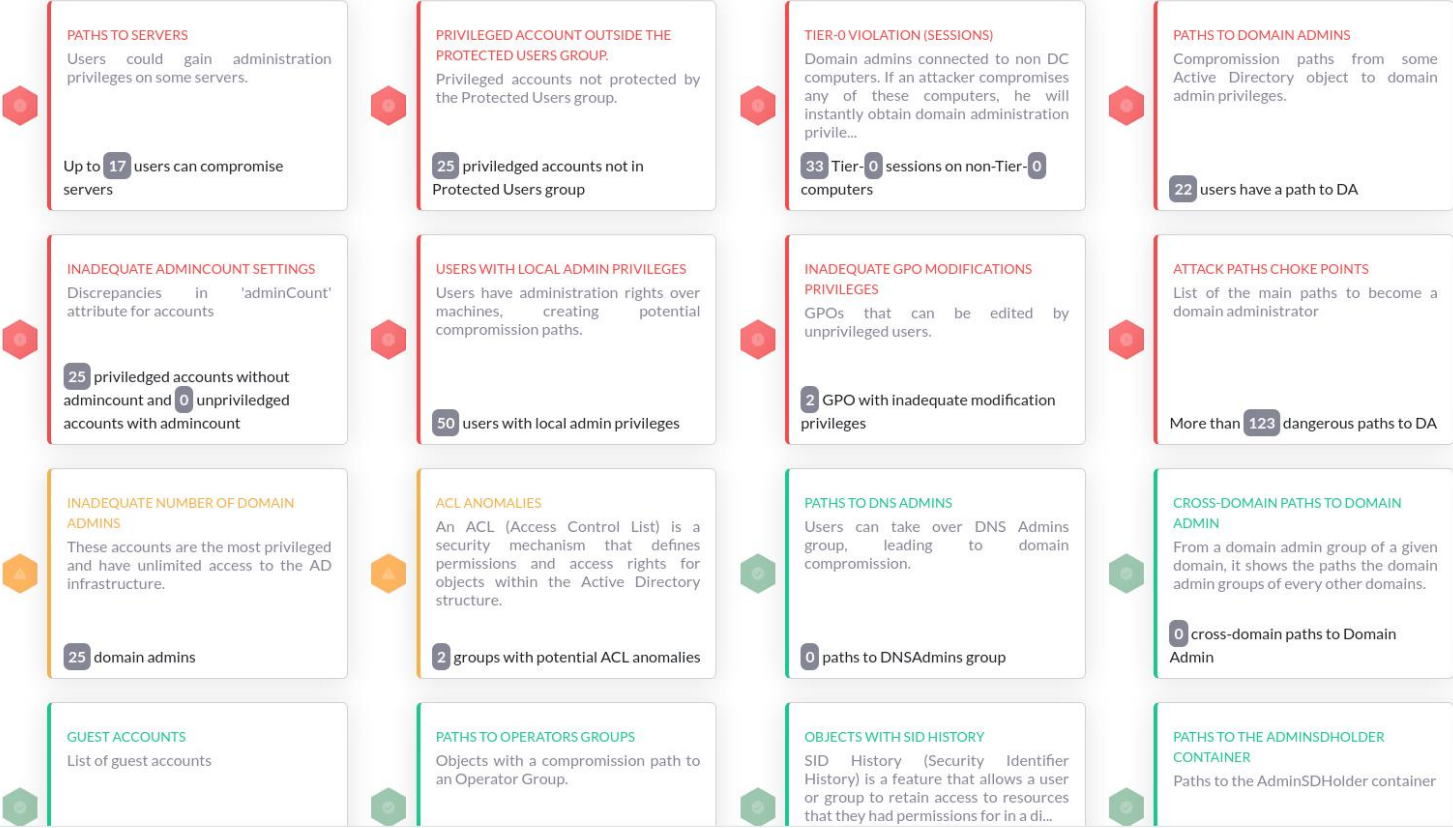 PATHS TO SERVERS
Users could gain administration
privileges on some servers.
Up to 17 users can compromise
servers
PRIVILEGED ACCOUNT OUTSIDE THE
PROTECTED USERS GROUP.
Privileged accounts not protected by
the Protected Users group.
25 priviledged accounts not in
Protected Users group
TIER-0 VIOLATION (SESSIONS)
Domain admins connected to non DC
computers. If an attacker compromises
any of these computers, he will
instantly obtain domain administration
privile...
33 Tier-0 sessions on non-Tier-0
computers
PATHS TO DOMAIN ADMINS
Compromission paths from some
Active Directory object to domain
admin privileges.
22 users have a path to DA
INADEQUATE ADMINCOUNT SETTINGS
Discrepancies in 'adminCount'
attribute for accounts
25 priviledged accounts without
admincount and 0 unpriviledged
accounts with admincount
USERS WITH LOCAL ADMIN PRIVILEGES
Users have administration rights over
machines, creating potential
compromission paths.
50 users with local admin privileges
INADEQUATE GPO MODIFICATIONS
PRIVILEGES
GPOs that can be edited by
unprivileged users.
2 GPO with inadequate modification
privileges
ATTACK PATHS CHOKE POINTS
List of the main paths to become a
domain administrator
More than 123 dangerous paths to DA
INADEQUATE NUMBER OF DOMAIN
ADMINS
These accounts are the most privileged
and have unlimited access to the AD
infrastructure.
25 domain admins
ACL ANOMALIES
An ACL (Access Control List) is a
security mechanism that defines
permissions and access rights for
objects within the Active Directory
structure.
2 groups with potential ACL anomalies
PATHS TO DNS ADMINS
Users can take over DNS Admins
group, leading to domain
compromission.
0 paths to DNSAdmins group
CROSS-DOMAIN PATHS TO DOMAIN
ADMIN
From a domain admin group of a given
domain, it shows the paths the domain
admin groups of every other domains.
0 cross-domain paths to Domain
Admin
GUEST ACCOUNTS
List of guest accounts
PATHS TO OPERATORS GROUPS
Objects with a compromission path to
an Operator Group.
OBJECTS WITH SID HISTORY
SID History (Security Identifier
History) is a feature that allows a user
or group to retain access to resources
that they had permissions for in a di...
PATHS TO THE ADMINSDHOLDER
CONTAINER
Paths to the AdminSDHolder container